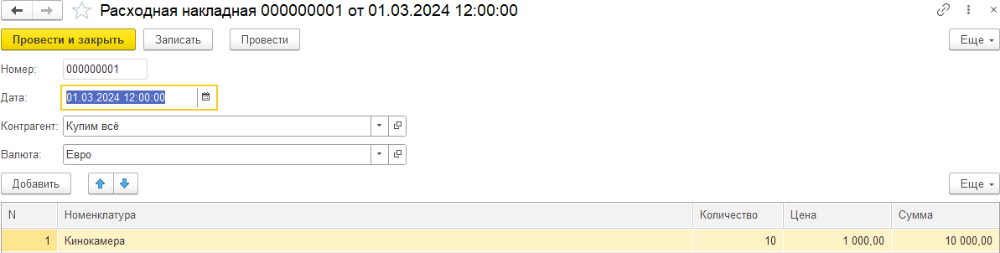 Расходная накладная 000000001 от 01.03.2024 12:00:00
Провести и закрыть Записать Провести Еще
Номер: 000000001
Дата: 01.03.2024 12:00:00
Контрагент: Купим всё
Валюта: Евро
Добавить Еще
N Номенклатура Количество Цена Сумма
1 Кинокамера 10 1 000,00 10 000,00